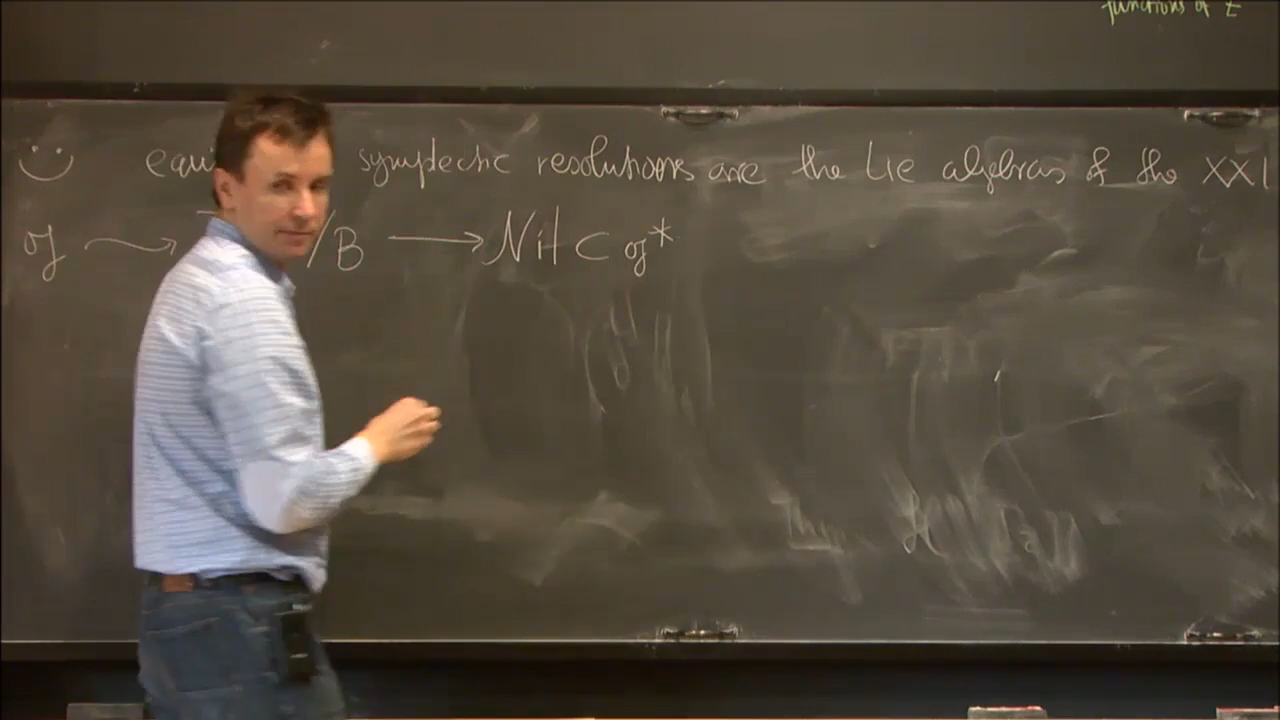 functions of z
equi symplectic resolutions are the Lie algebras of the XXI
𝔤 ⟶ /B ⟶ Nil ⊂ 𝔤*